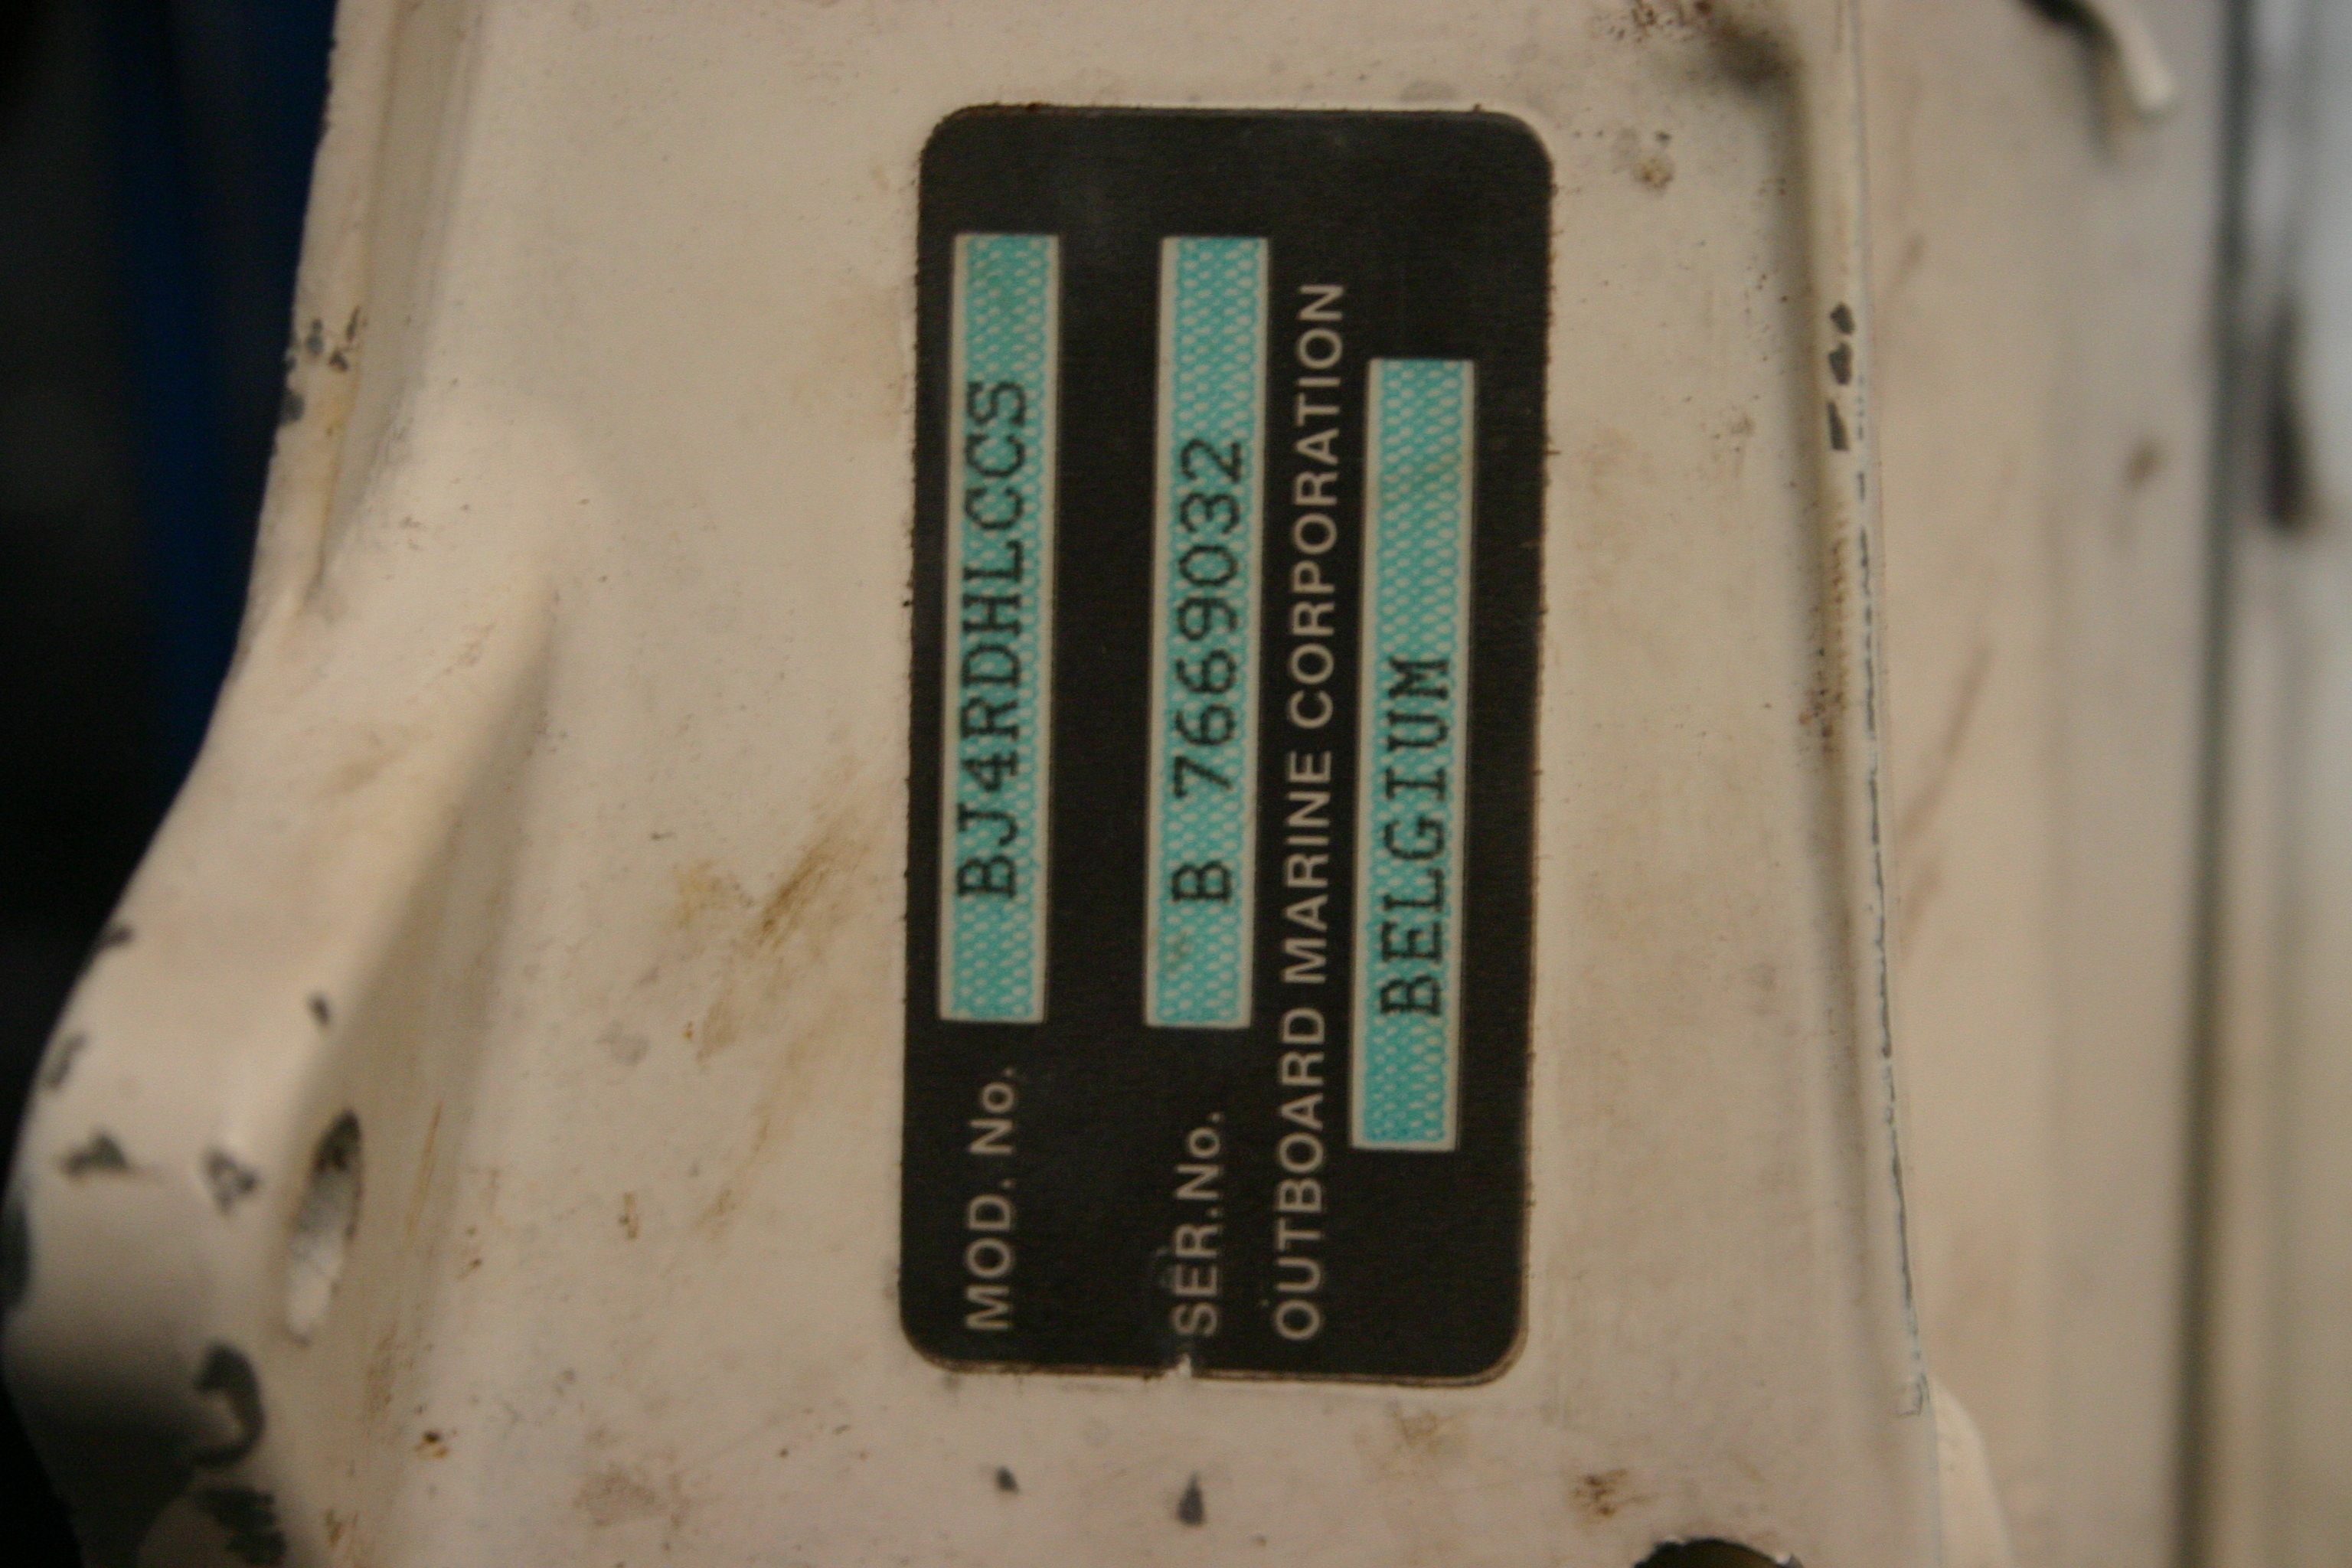 MOD. No. BJ4RDHLCCS
SER.No. B 7669032
OUTBOARD MARINE CORPORATION
BELGIUM